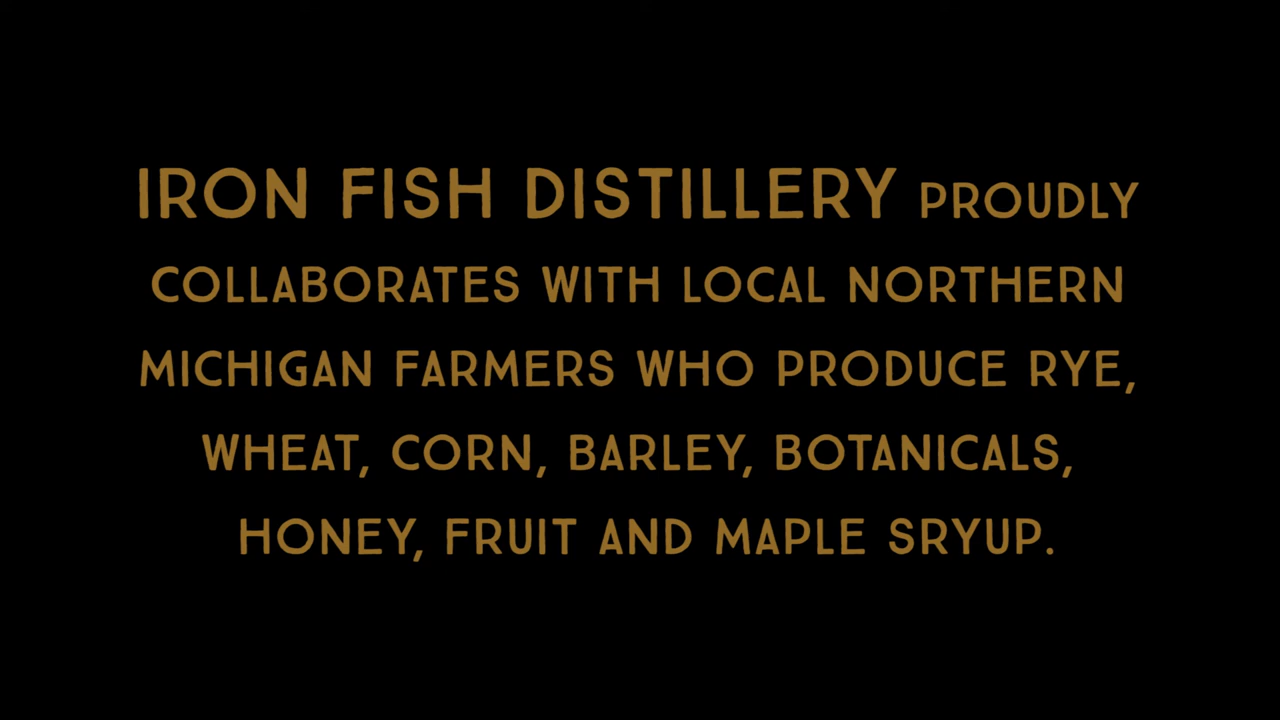 IRON FISH DISTILLERY PROUDLY
COLLABORATES WITH LOCAL NORTHERN
MICHIGAN FARMERS WHO PRODUCE RYE,
WHEAT, CORN, BARLEY, BOTANICALS,
HONEY, FRUIT AND MAPLE SRYUP.